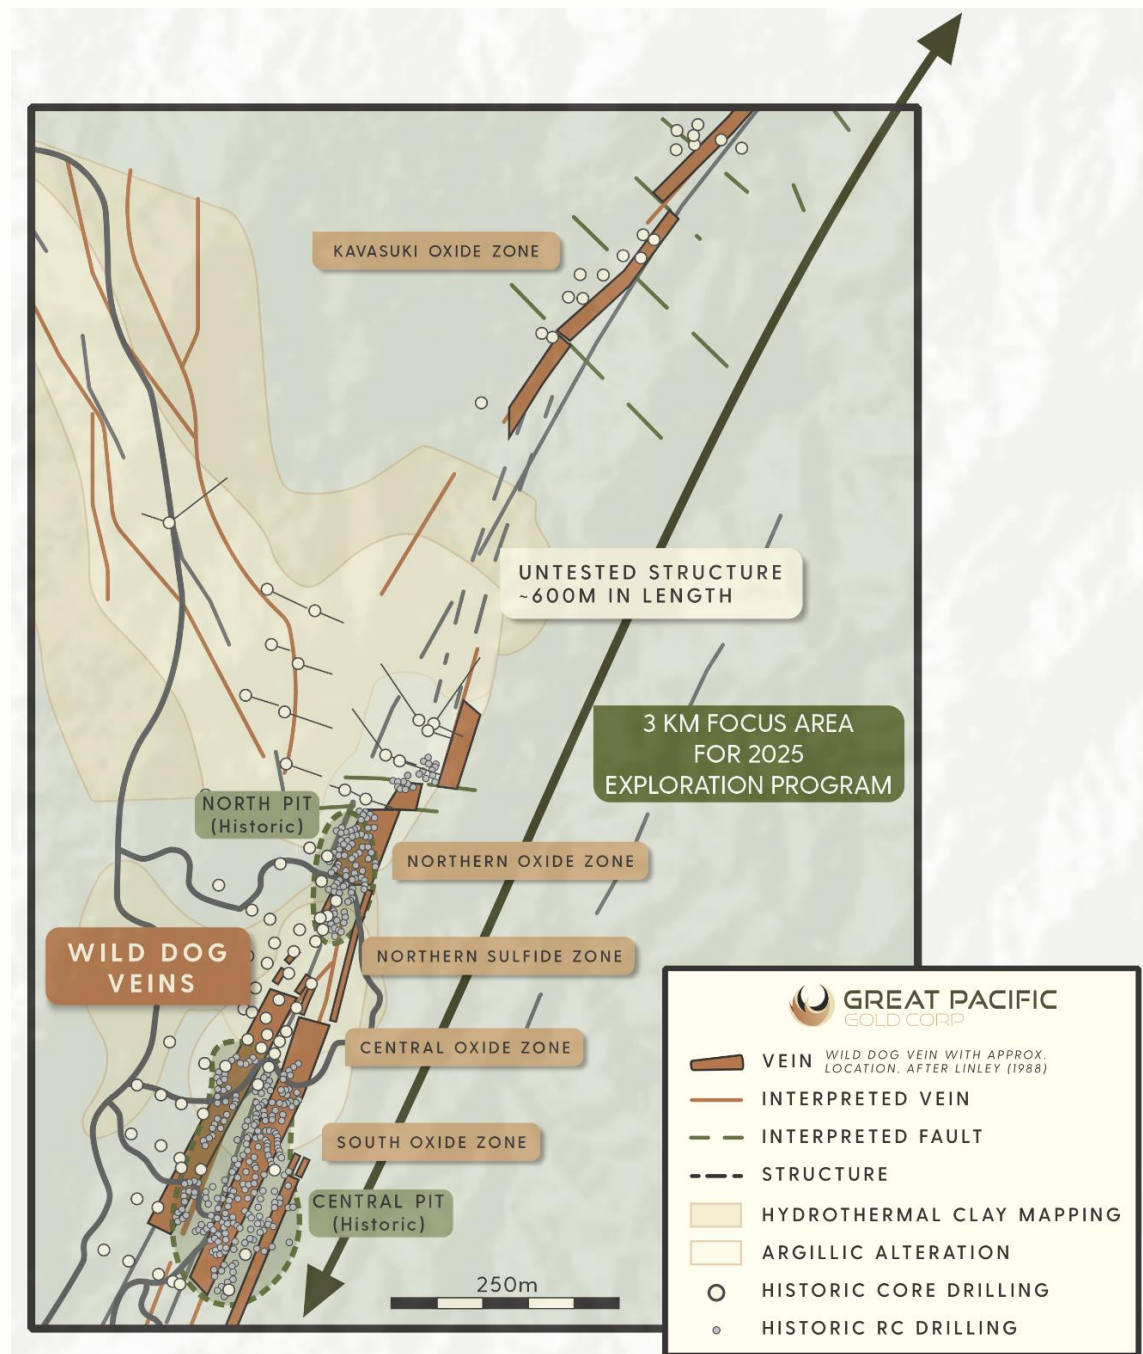 KAVASUKI OXIDE ZONE
UNTESTED STRUCTURE
~600M IN LENGTH
3 KM FOCUS AREA
FOR 2025
EXPLORATION PROGRAM
NORTH PIT
(Historic)
NORTHERN OXIDE ZONE
WILD DOG
VEINS
NORTHERN SULFIDE ZONE
CENTRAL OXIDE ZONE
SOUTH OXIDE ZONE
CENTRAL PIT
(Historic)
250m
GREAT PACIFIC
GOLD CORP
VEIN WILD DOG VEIN WITH APPROX.
LOCATION, AFTER LINLEY (1988)
INTERPRETED VEIN
INTERPRETED FAULT
STRUCTURE
HYDROTHERMAL CLAY MAPPING
ARGILLIC ALTERATION
HISTORIC CORE DRILLING
HISTORIC RC DRILLING